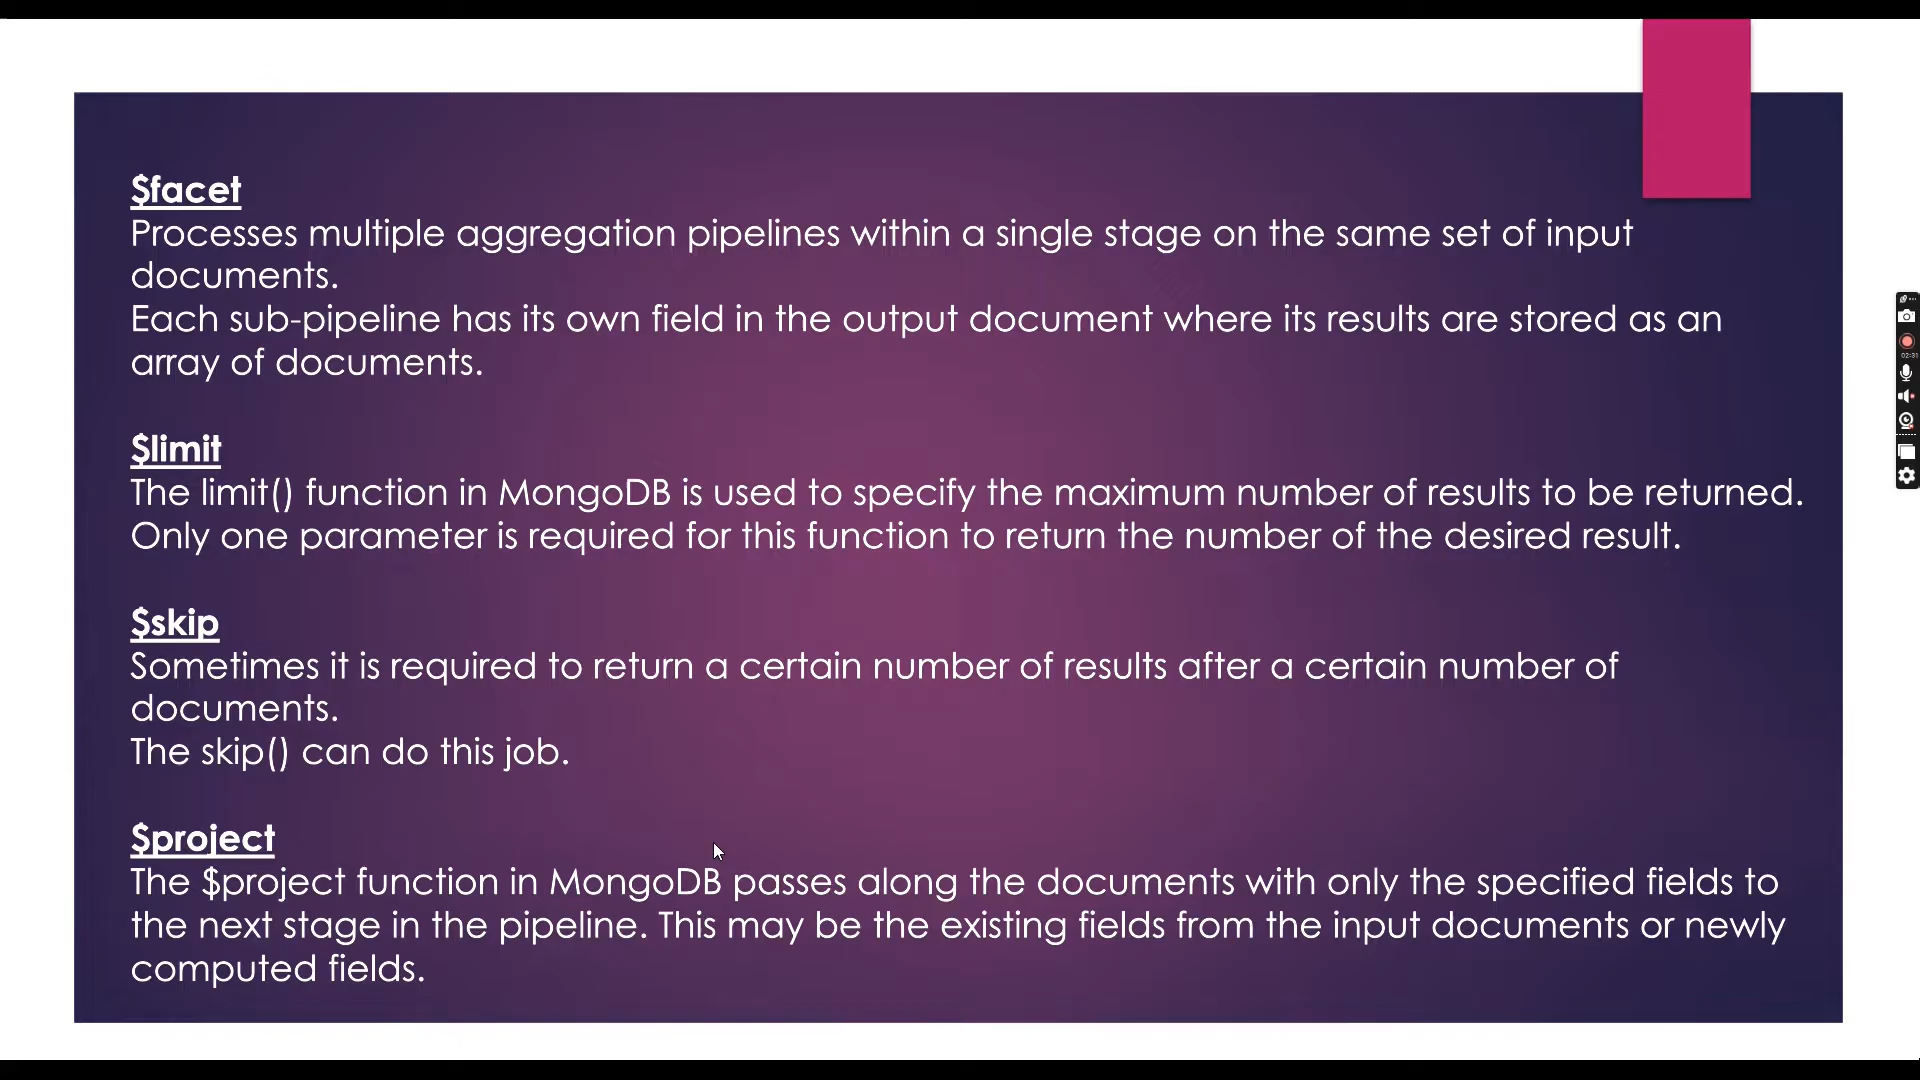 $facet
Processes multiple aggregation pipelines within a single stage on the same set of input
documents.
Each sub-pipeline has its own field in the output document where its results are stored as an
array of documents.
$limit
The limit() function in MongoDB is used to specify the maximum number of results to be returned.
Only one parameter is required for this function to return the number of the desired result.
$skip
Sometimes it is required to return a certain number of results after a certain number of
documents.
The skip() can do this job.
$project
The $project function in MongoDB passes along the documents with only the specified fields to
the next stage in the pipeline. This may be the existing fields from the input documents or newly
computed fields.
02:31